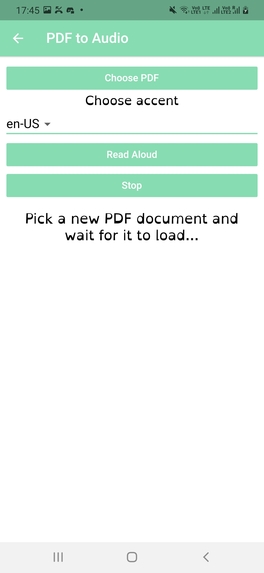 17:45
PDF to Audio
Choose PDF
Choose accent
en-US
Read Aloud
Stop
Pick a new PDF document and
wait for it to load...